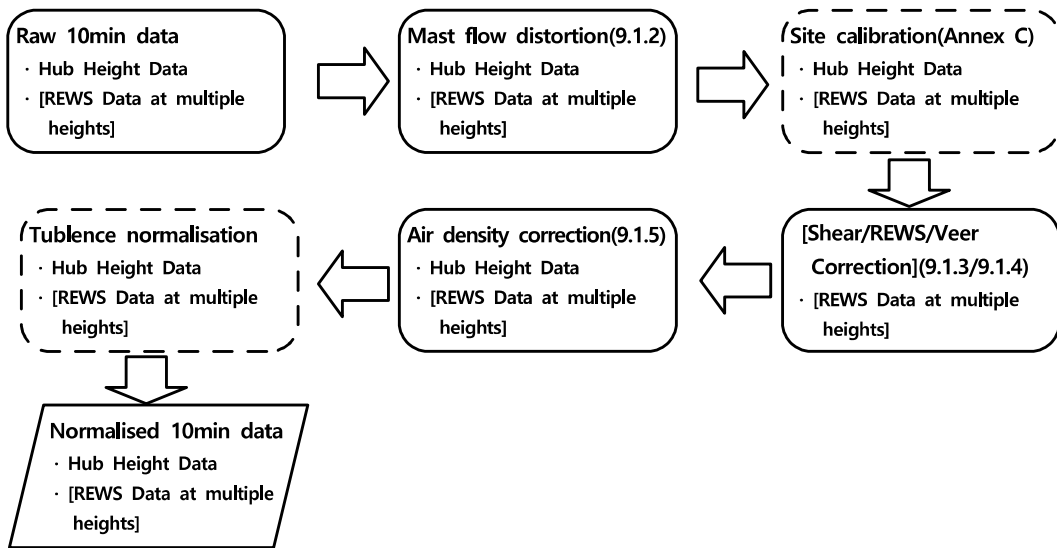 Raw 10min data
· Hub Height Data
· [REWS Data at multiple
heights]
Mast flow distortion(9.1.2)
· Hub Height Data
· [REWS Data at multiple
heights]
Site calibration(Annex C)
· Hub Height Data
· [REWS Data at multiple
heights]
[Shear/REWS/Veer
Correction](9.1.3/9.1.4)
· [REWS Data at multiple
heights]
Air density correction(9.1.5)
· Hub Height Data
· [REWS Data at multiple
heights]
Tublence normalisation
· Hub Height Data
· [REWS Data at multiple
heights]
Normalised 10min data
· Hub Height Data
· [REWS Data at multiple
heights]